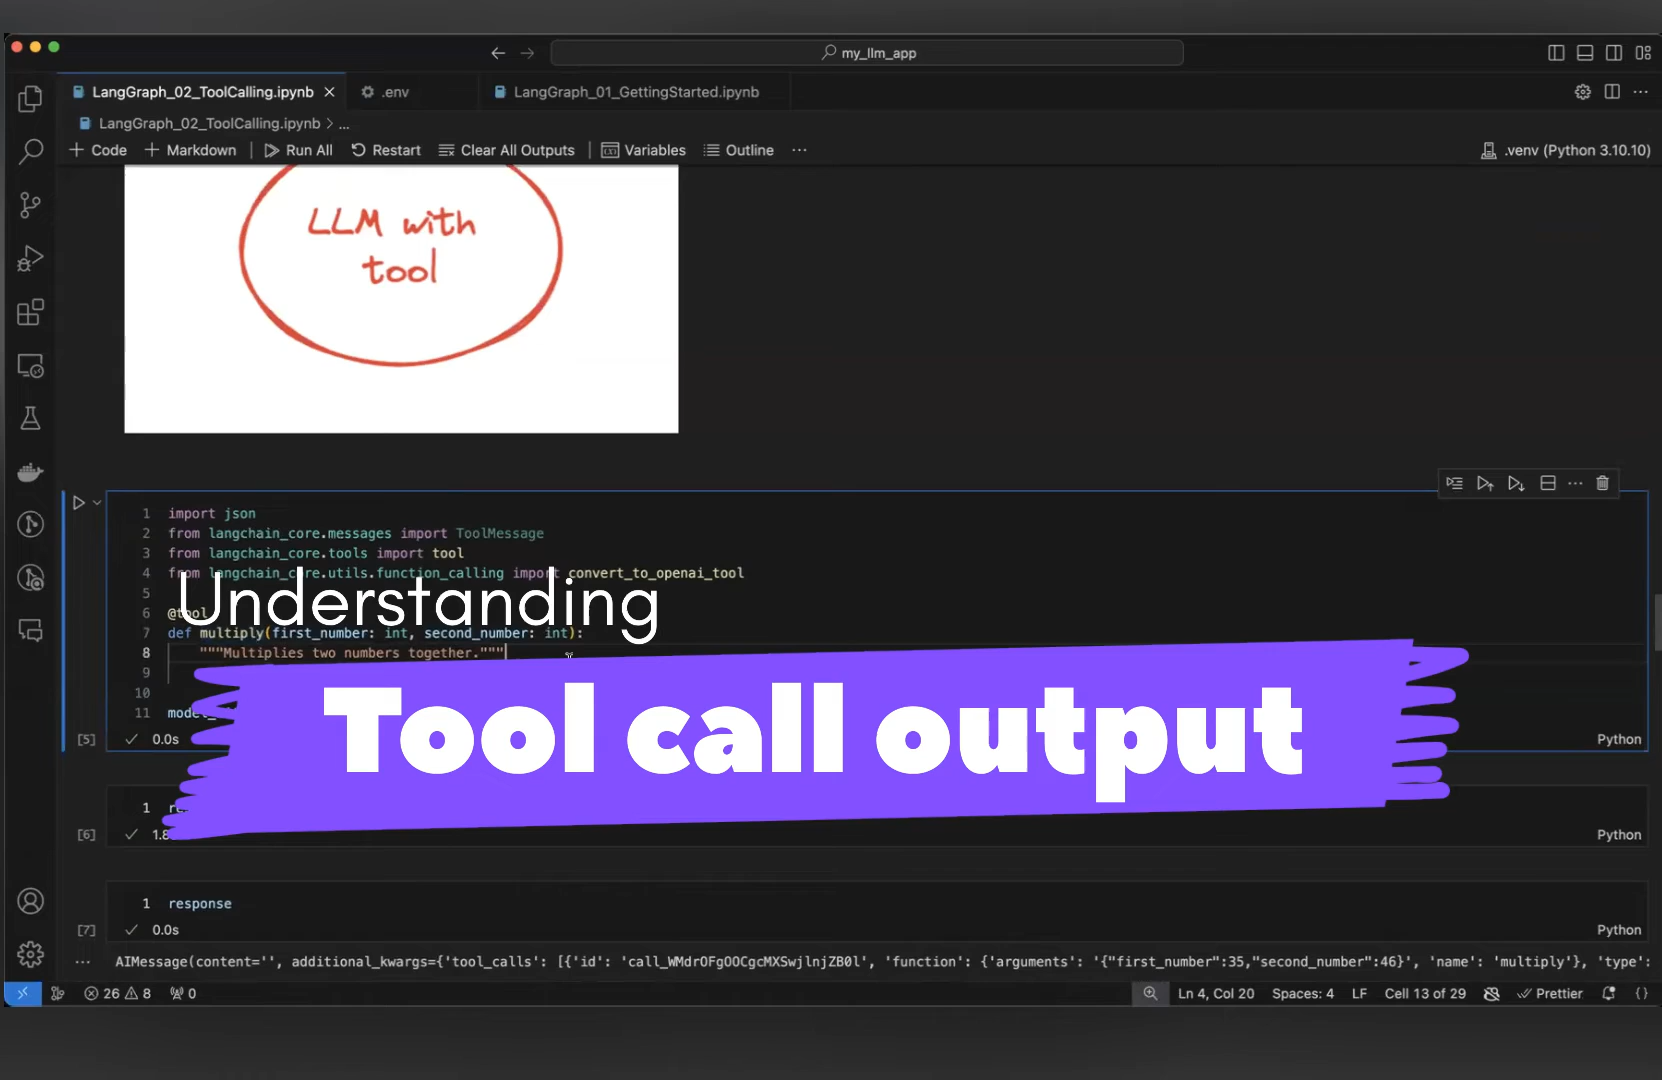 my_llm_app
LangGraph_02_ToolCalling.ipynb
.env
LangGraph_01_GettingStarted.ipynb
LangGraph_02_ToolCalling.ipynb > ...
+ Code + Markdown | Run All Restart Clear All Outputs | Variables Outline ...
.venv (Python 3.10.10)
LLM with
tool
1 import json
2 from langchain_core.messages import ToolMessage
3 from langchain_core.tools import tool
4 from langchain_core.utils.function_calling import convert_to_openai_tool
5
6 @tool
7 def multiply(first_number: int, second_number: int):
8 """Multiplies two numbers together."""
9
10
11
[5] 0.0s Python
Understanding
Tool call output
1
[6] Python
1 response
[7] 0.0s Python
... AIMessage(content='', additional_kwargs={'tool_calls': [{'id': 'call_WMdrOFgOOCgcMXSwjlnjZB0l', 'function': {'arguments': '{"first_number":35,"second_number":46}', 'name': 'multiply'}, 'type':
26 8 0
Ln 4, Col 20 Spaces: 4 LF Cell 13 of 29 Prettier